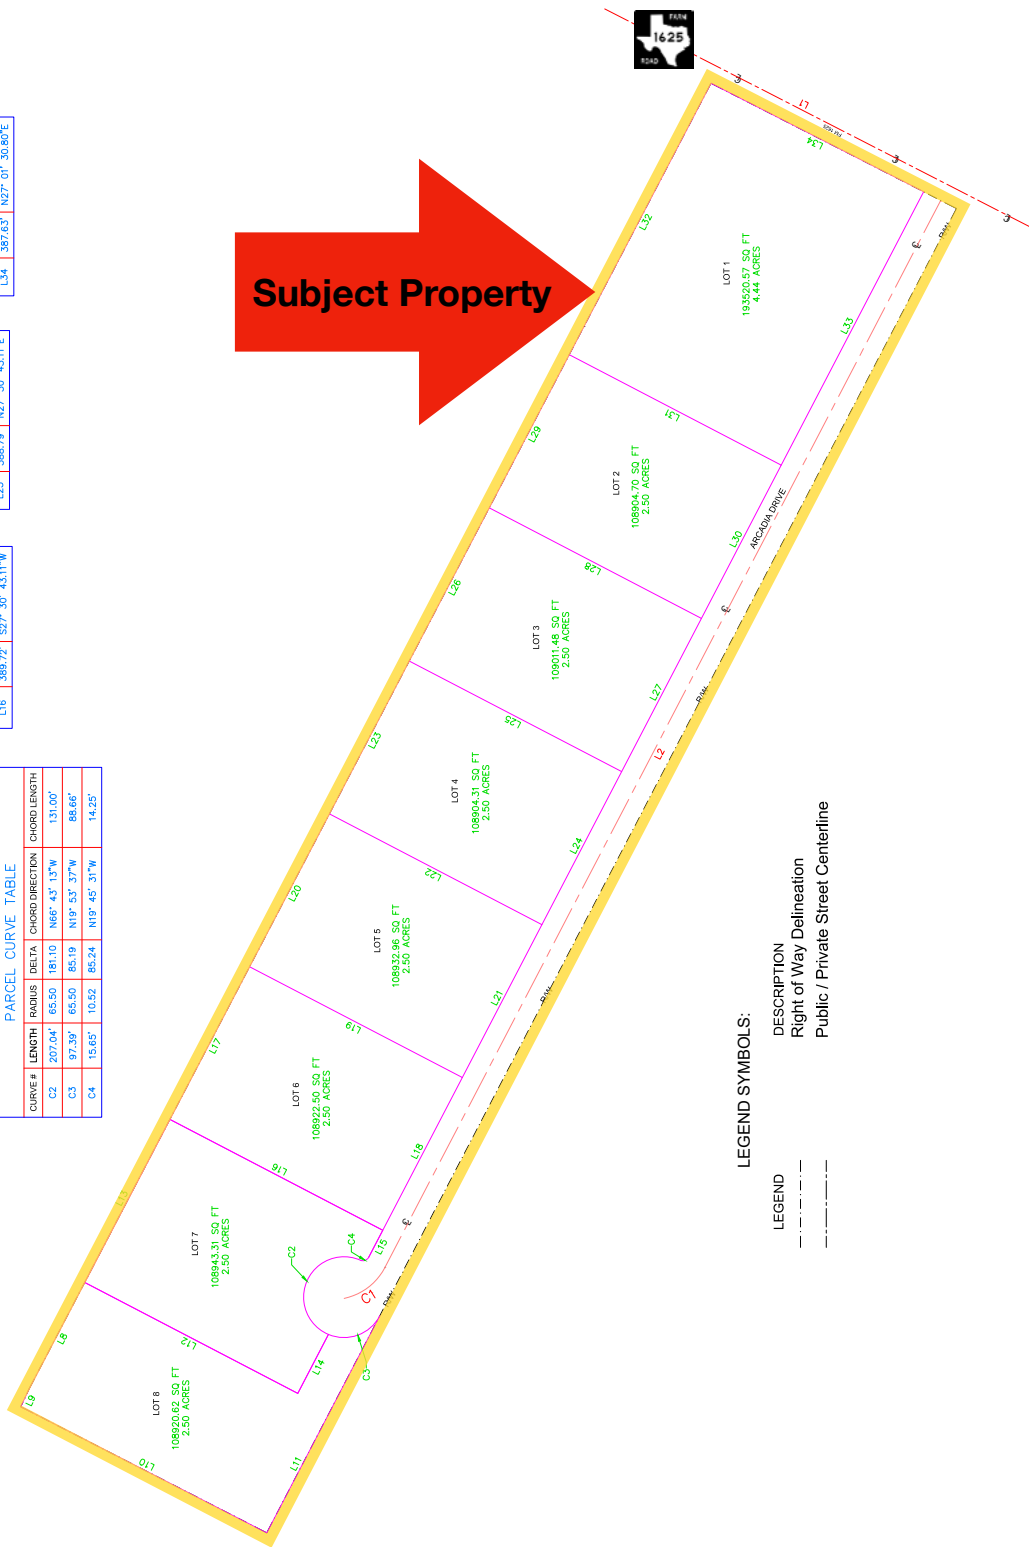 FARM
1625
ROAD
L1
FM 1625
L34
L32
R/W
LOT 1
193520.57 SQ FT
4.44 ACRES
L33
Subject Property
L31
L29
LOT 2
108904.70 SQ FT
2.50 ACRES
ARCADIA DRIVE
L30
L28
L26
LOT 3
109011.48 SQ FT
2.50 ACRES
L27
R/W
L25
L23
L2
LOT 4
108904.31 SQ FT
2.50 ACRES
L24
L22
L20
LOT 5
108932.96 SQ FT
2.50 ACRES
L21
R/W
L19
L17
LOT 6
108922.50 SQ FT
2.50 ACRES
L18
L16
L13
LOT 7
108943.31 SQ FT
2.50 ACRES
C2
C4
L15
C1
R/W
L12
L8
L14
C3
L9
LOT 8
108920.62 SQ FT
2.50 ACRES
L10
L11
L34 387.63' N27° 01' 30.80"E
L16 389.72' S27° 30' 43.11"W
PARCEL CURVE TABLE
CURVE # LENGTH RADIUS DELTA CHORD DIRECTION CHORD LENGTH
C2 207.04' 65.50 181.10 N66° 43' 13"W 131.00'
C3 97.39' 65.50 85.19 N19° 53' 37"W 88.66'
C4 15.65' 10.52 85.24 N19° 45' 31"W 14.25'
LEGEND SYMBOLS:
LEGEND DESCRIPTION
Right of Way Delineation
Public / Private Street Centerline